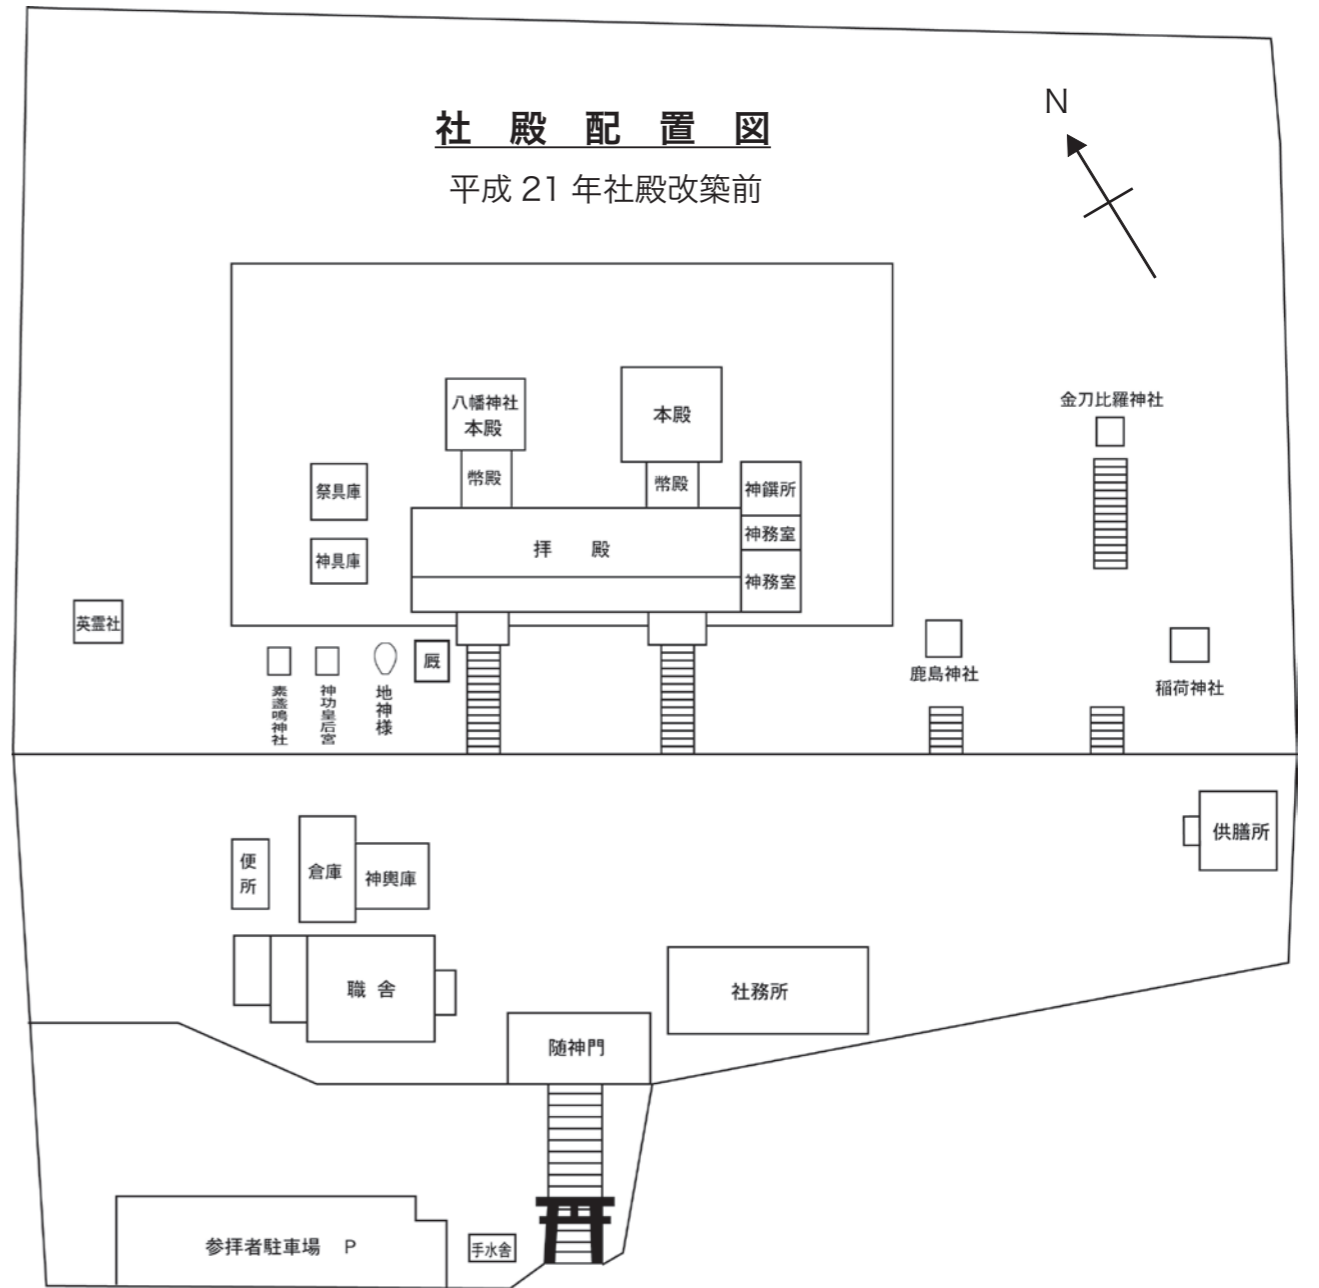 社殿配置図
平成 21 年社殿改築前
N
八幡神社
本殿
本殿
金刀比羅神社
幣殿
幣殿
祭具庫
神饌所
神務室
拝殿
神具庫
神務室
英霊社
厩
素盞鳴神社
神功皇后宮
地神様
鹿島神社
稲荷神社
便所
倉庫
神輿庫
供膳所
職舎
社務所
随神門
参拝者駐車場 P
手水舎